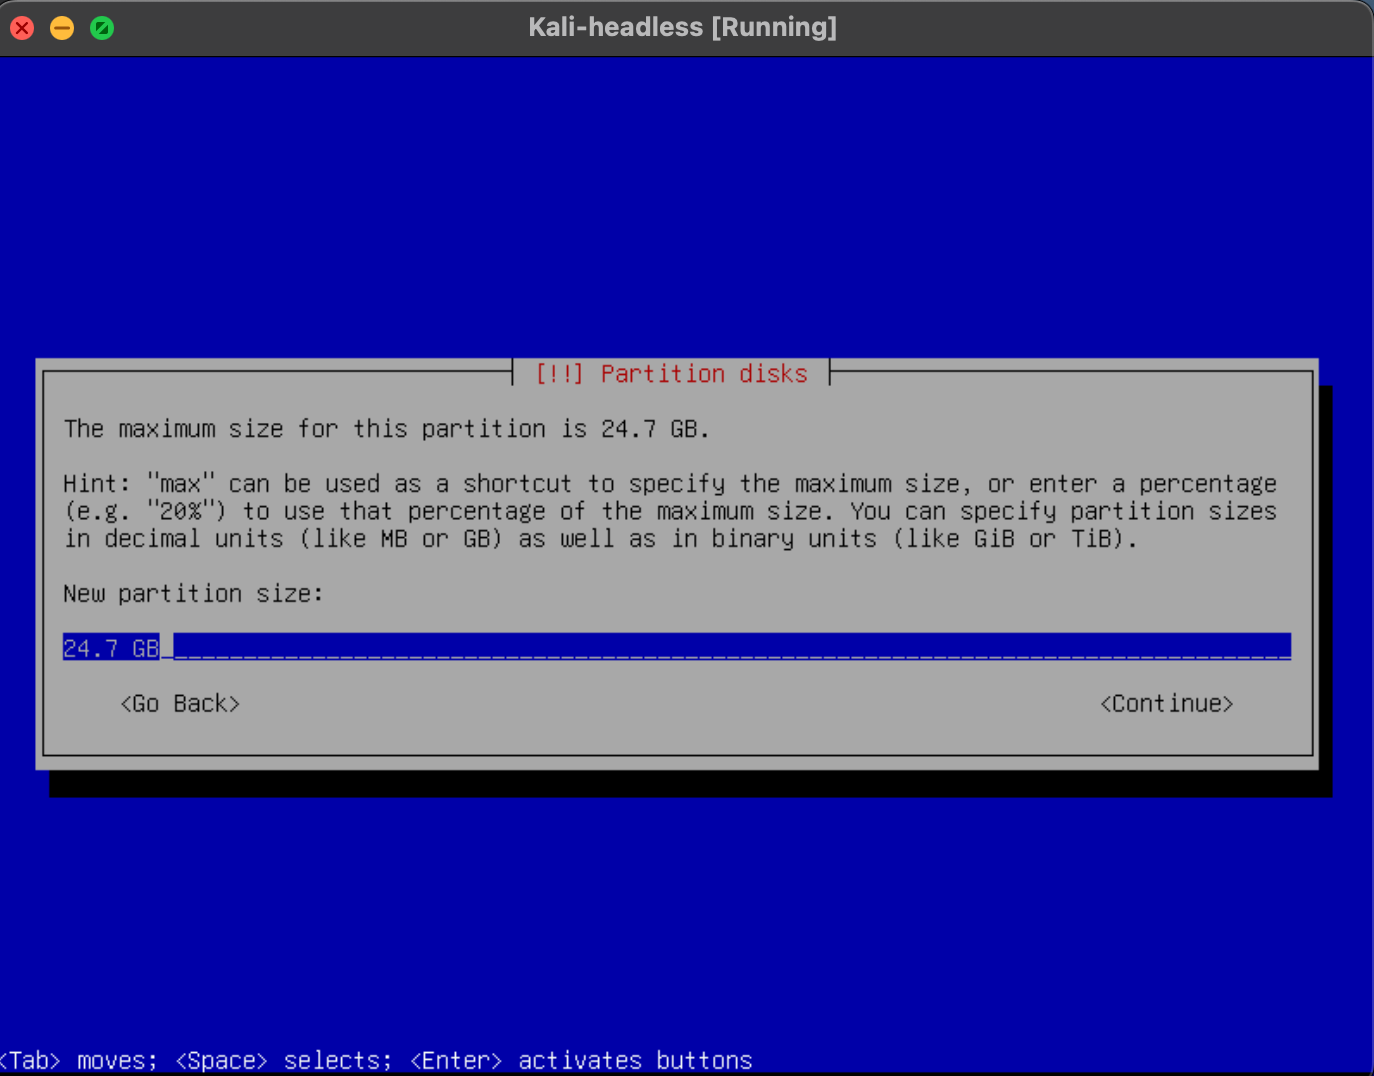 Kali-headless [Running]
[!!] Partition disks
The maximum size for this partition is 24.7 GB.
Hint: "max" can be used as a shortcut to specify the maximum size, or enter a percentage
(e.g. "20%") to use that percentage of the maximum size. You can specify partition sizes
in decimal units (like MB or GB) as well as in binary units (like GiB or TiB).
New partition size:
24.7 GB
<Go Back> <Continue>
<Tab> moves; <Space> selects; <Enter> activates buttons